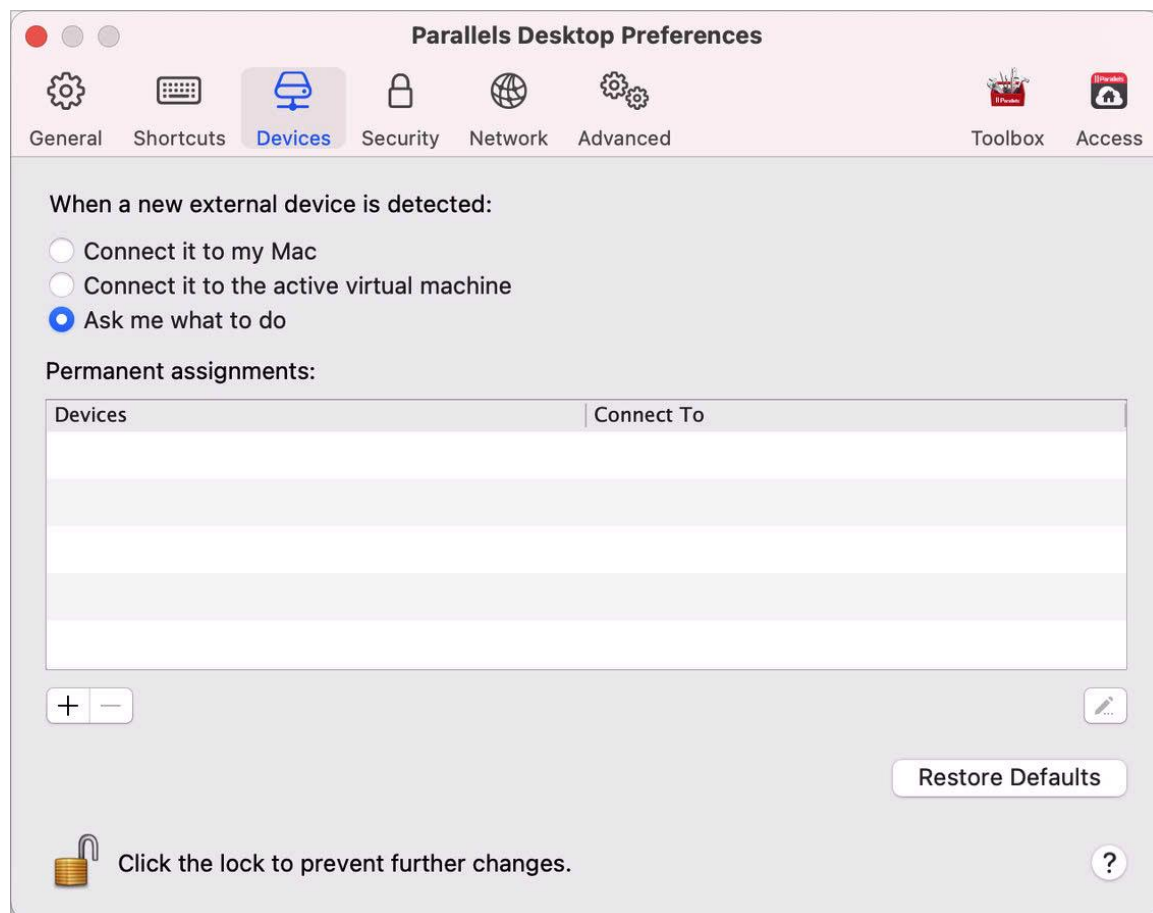 Parallels Desktop Preferences
General Shortcuts Devices Security Network Advanced Toolbox Access
When a new external device is detected:
Connect it to my Mac
Connect it to the active virtual machine
Ask me what to do
Permanent assignments:
Devices Connect To
Restore Defaults
Click the lock to prevent further changes.
?